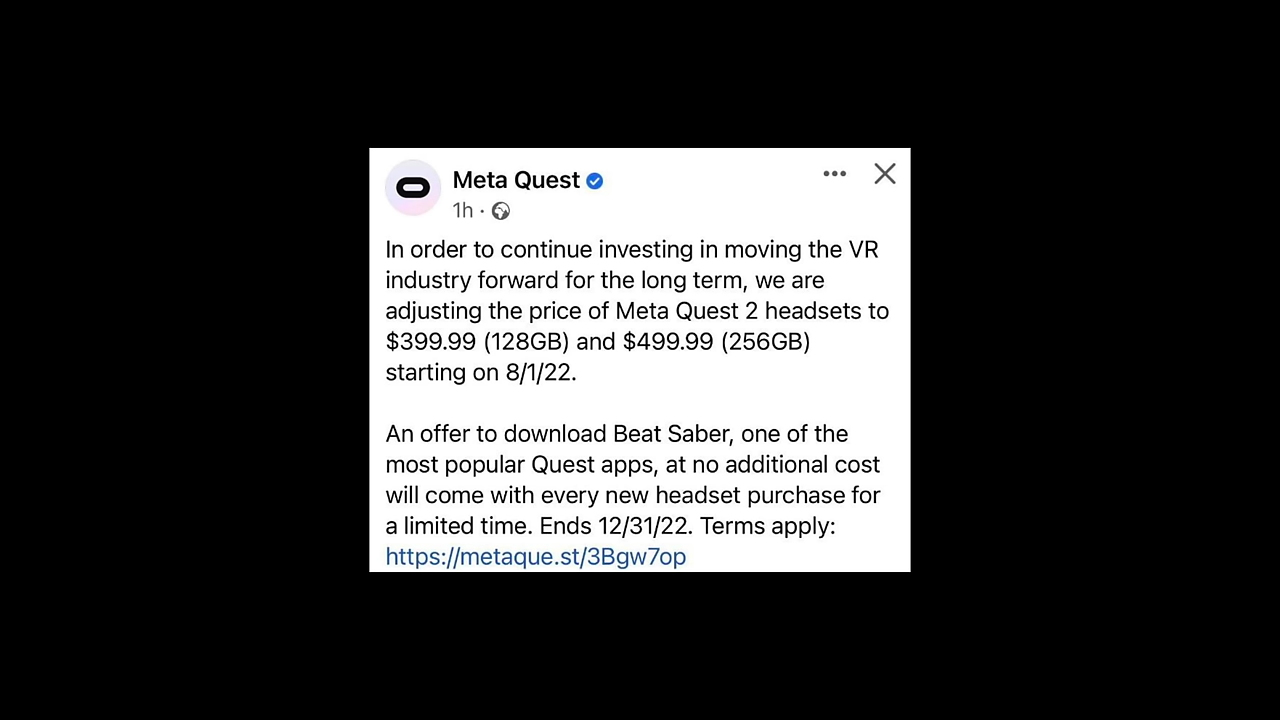 Meta Quest
1h ·
In order to continue investing in moving the VR
industry forward for the long term, we are
adjusting the price of Meta Quest 2 headsets to
$399.99 (128GB) and $499.99 (256GB)
starting on 8/1/22.
An offer to download Beat Saber, one of the
most popular Quest apps, at no additional cost
will come with every new headset purchase for
a limited time. Ends 12/31/22. Terms apply:
https://metaque.st/3Bgw7op